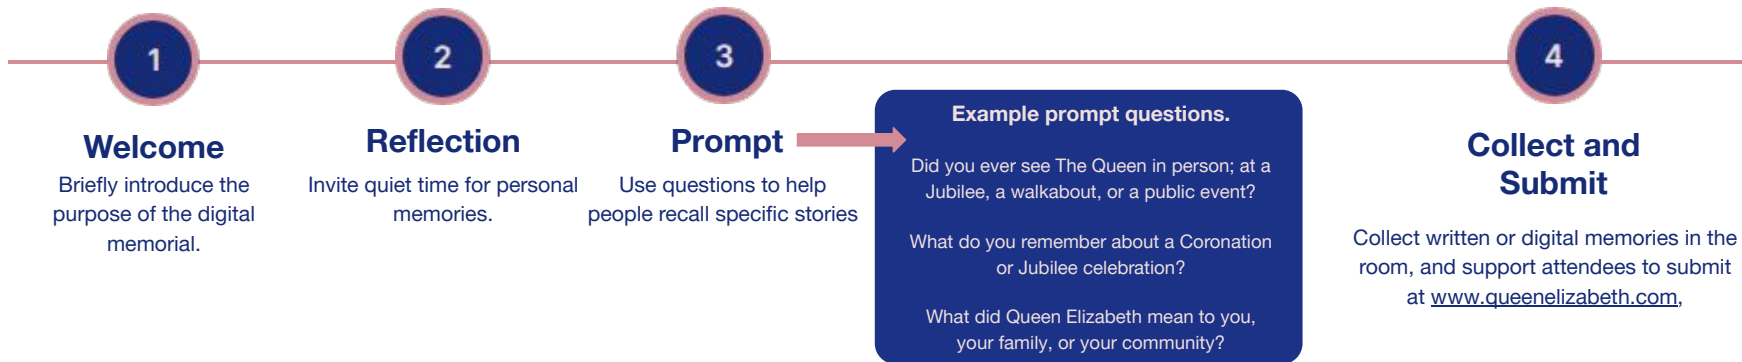 1
Welcome
Briefly introduce the
purpose of the digital
memorial.
2
Reflection
Invite quiet time for personal
memories.
3
Prompt
Use questions to help
people recall specific stories
Example prompt questions.
Did you ever see The Queen in person; at a
Jubilee, a walkabout, or a public event?
What do you remember about a Coronation
or Jubilee celebration?
What did Queen Elizabeth mean to you,
your family, or your community?
4
Collect and
Submit
Collect written or digital memories in the
room, and support attendees to submit
at www.queenelizabeth.com,